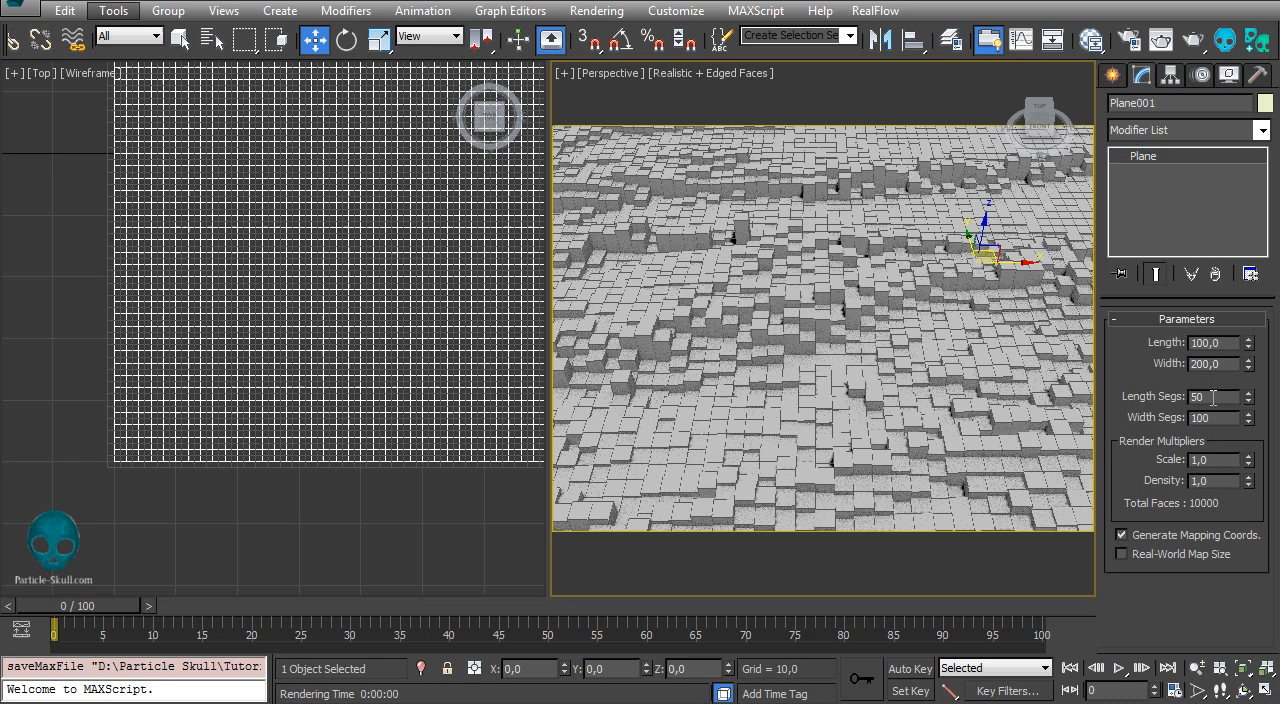 Edit Tools Group Views Create Modifiers Animation Graph Editors Rendering Customize MAXScript Help RealFlow
All View 3 % ABC Create Selection Se
[+] [Top] [Wireframe]
[+] [Perspective] [Realistic + Edged Faces]
TOP
FRONT
Plane001
Modifier List
Plane
- Parameters
Length: 100,0
Width: 200,0
Length Segs: 50
Width Segs: 100
Render Multipliers
Scale: 1,0
Density: 1,0
Total Faces : 10000
Generate Mapping Coords.
Real-World Map Size
z
x
Particle-Skull.com
< 0 / 100 >
0 5 10 15 20 25 30 35 40 45 50 55 60 65 70 75 80 85 90 95 100
saveMaxFile "D:\Particle Skull\Tutor
Welcome to MAXScript.
1 Object Selected X: 0,0 Y: 0,0 Z: 0,0 Grid = 10,0
Rendering Time 0:00:00 Add Time Tag
Auto Key Selected
Set Key Key Filters... 0